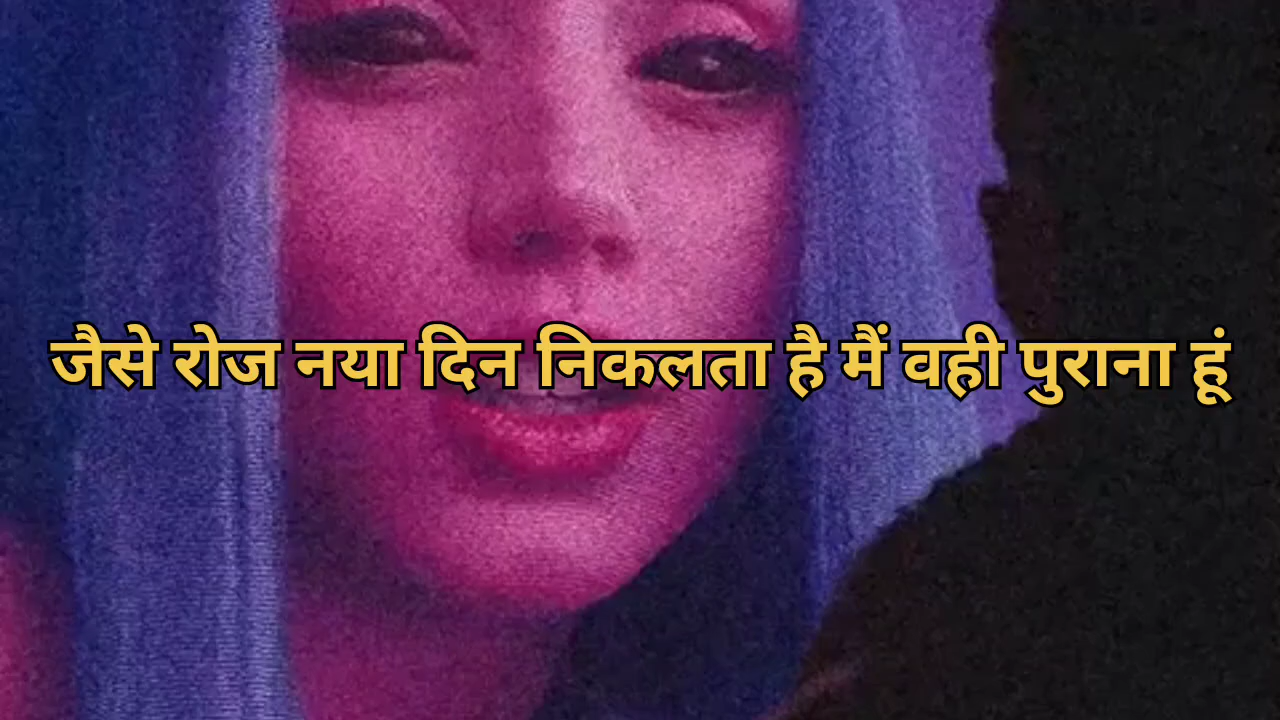 जैसे रोज नया दिन निकलता है मैं वही पुराना हूं